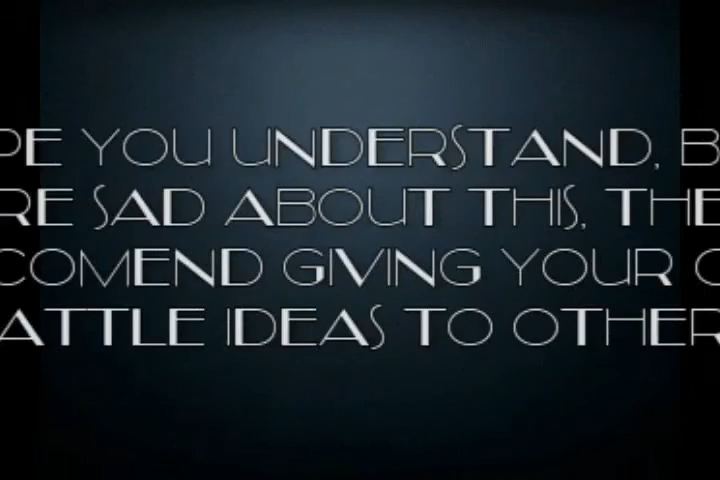 PE YOU UNDERSTAND, B
RE SAD ABOUT THIS, THE
COMEND GIVING YOUR O
ATTLE IDEAS TO OTHER